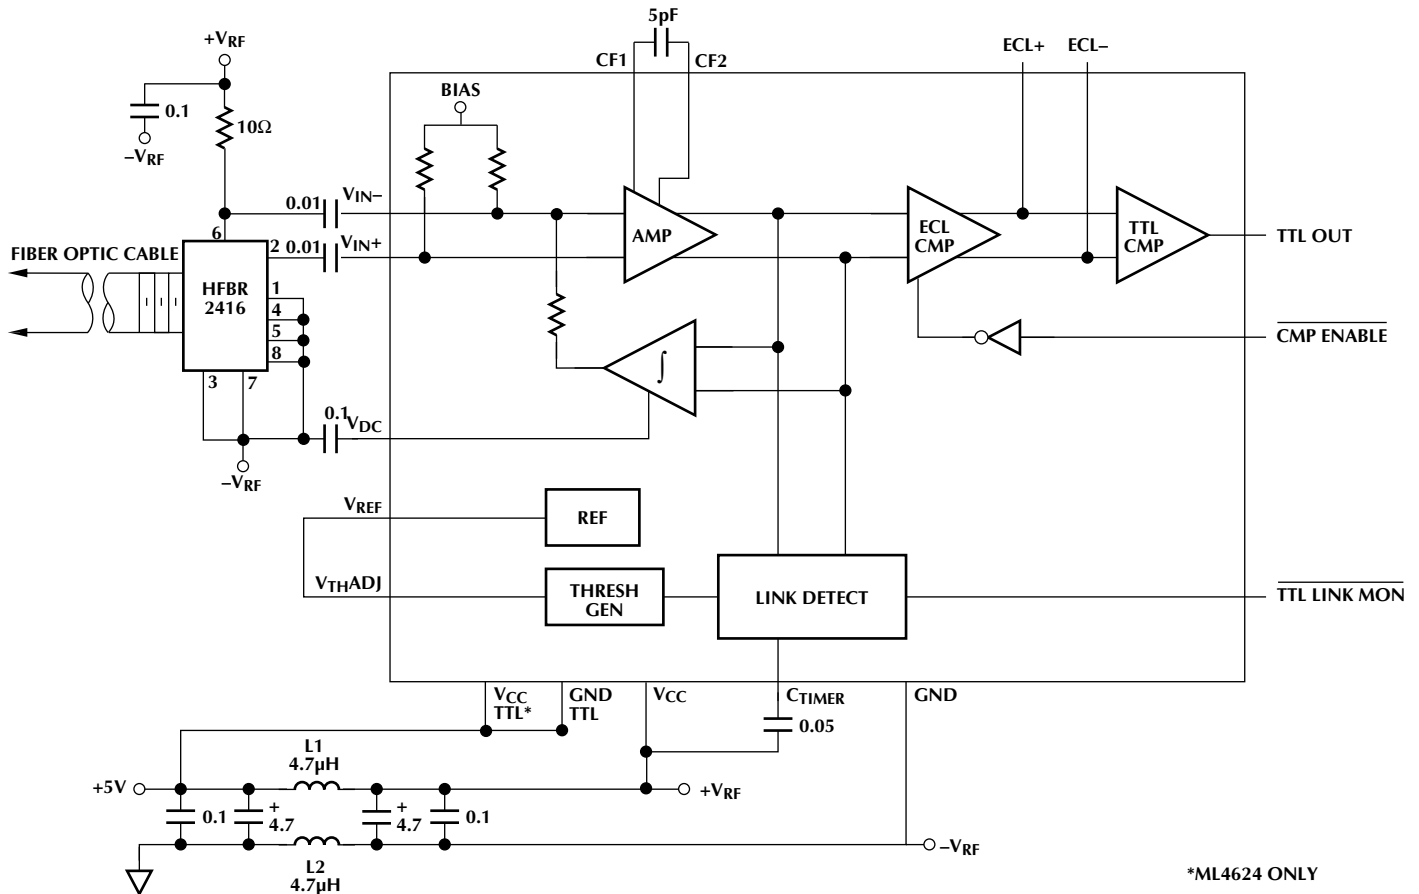 5pF
+VRF
CF1
CF2
ECL+
ECL–
BIAS
0.1
10Ω
–VRF
0.01
VIN–
6
2
0.01
VIN+
AMP
ECL
CMP
TTL
CMP
TTL OUT
FIBER OPTIC CABLE
HFBR
2416
1
4
5
8
3
7
∫
CMP ENABLE
0.1
VDC
–VRF
VREF
REF
VTHADJ
THRESH
GEN
LINK DETECT
TTL LINK MON
VCC
TTL*
GND
TTL
VCC
CTIMER
GND
0.05
L1
4.7µH
+5V
+VRF
0.1
+
4.7
+
4.7
0.1
–VRF
L2
4.7µH
*ML4624 ONLY